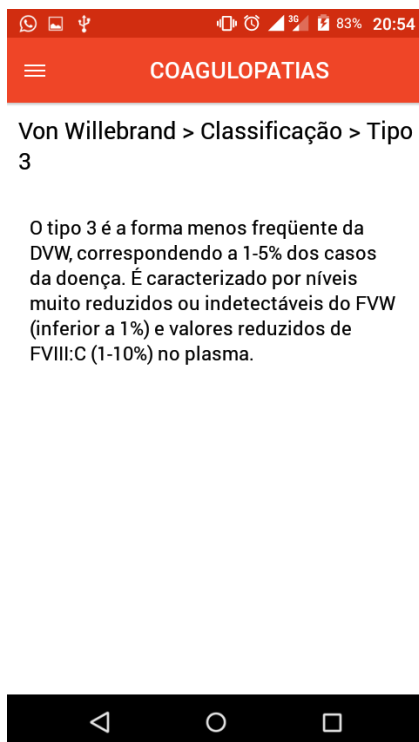 3G 83% 20:54
COAGULOPATIAS
Von Willebrand > Classificação > Tipo
3
O tipo 3 é a forma menos freqüente da
DVW, correspondendo a 1-5% dos casos
da doença. É caracterizado por níveis
muito reduzidos ou indetectáveis do FVW
(inferior a 1%) e valores reduzidos de
FVIII:C (1-10%) no plasma.